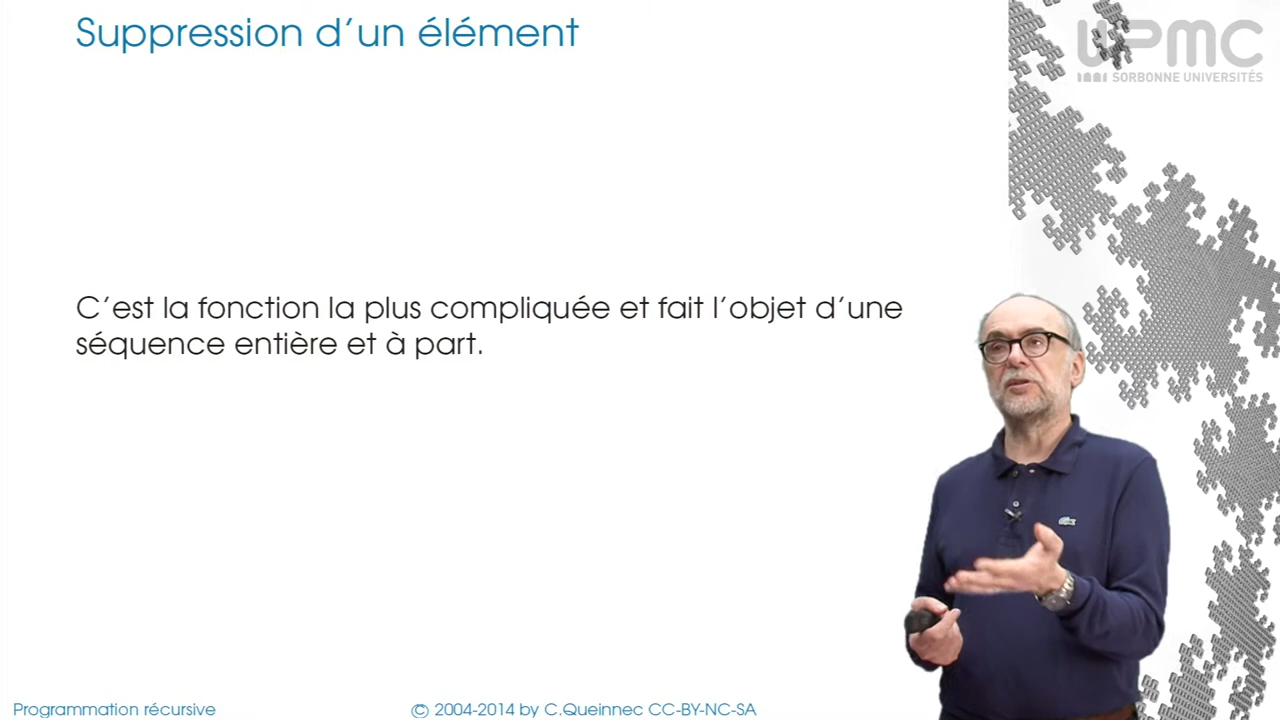 Suppression d'un élément
UPMC
SORBONNE UNIVERSITÉS
C'est la fonction la plus compliquée et fait l'objet d'une
séquence entière et à part.
Programmation récursive
© 2004-2014 by C.Queinnec CC-BY-NC-SA